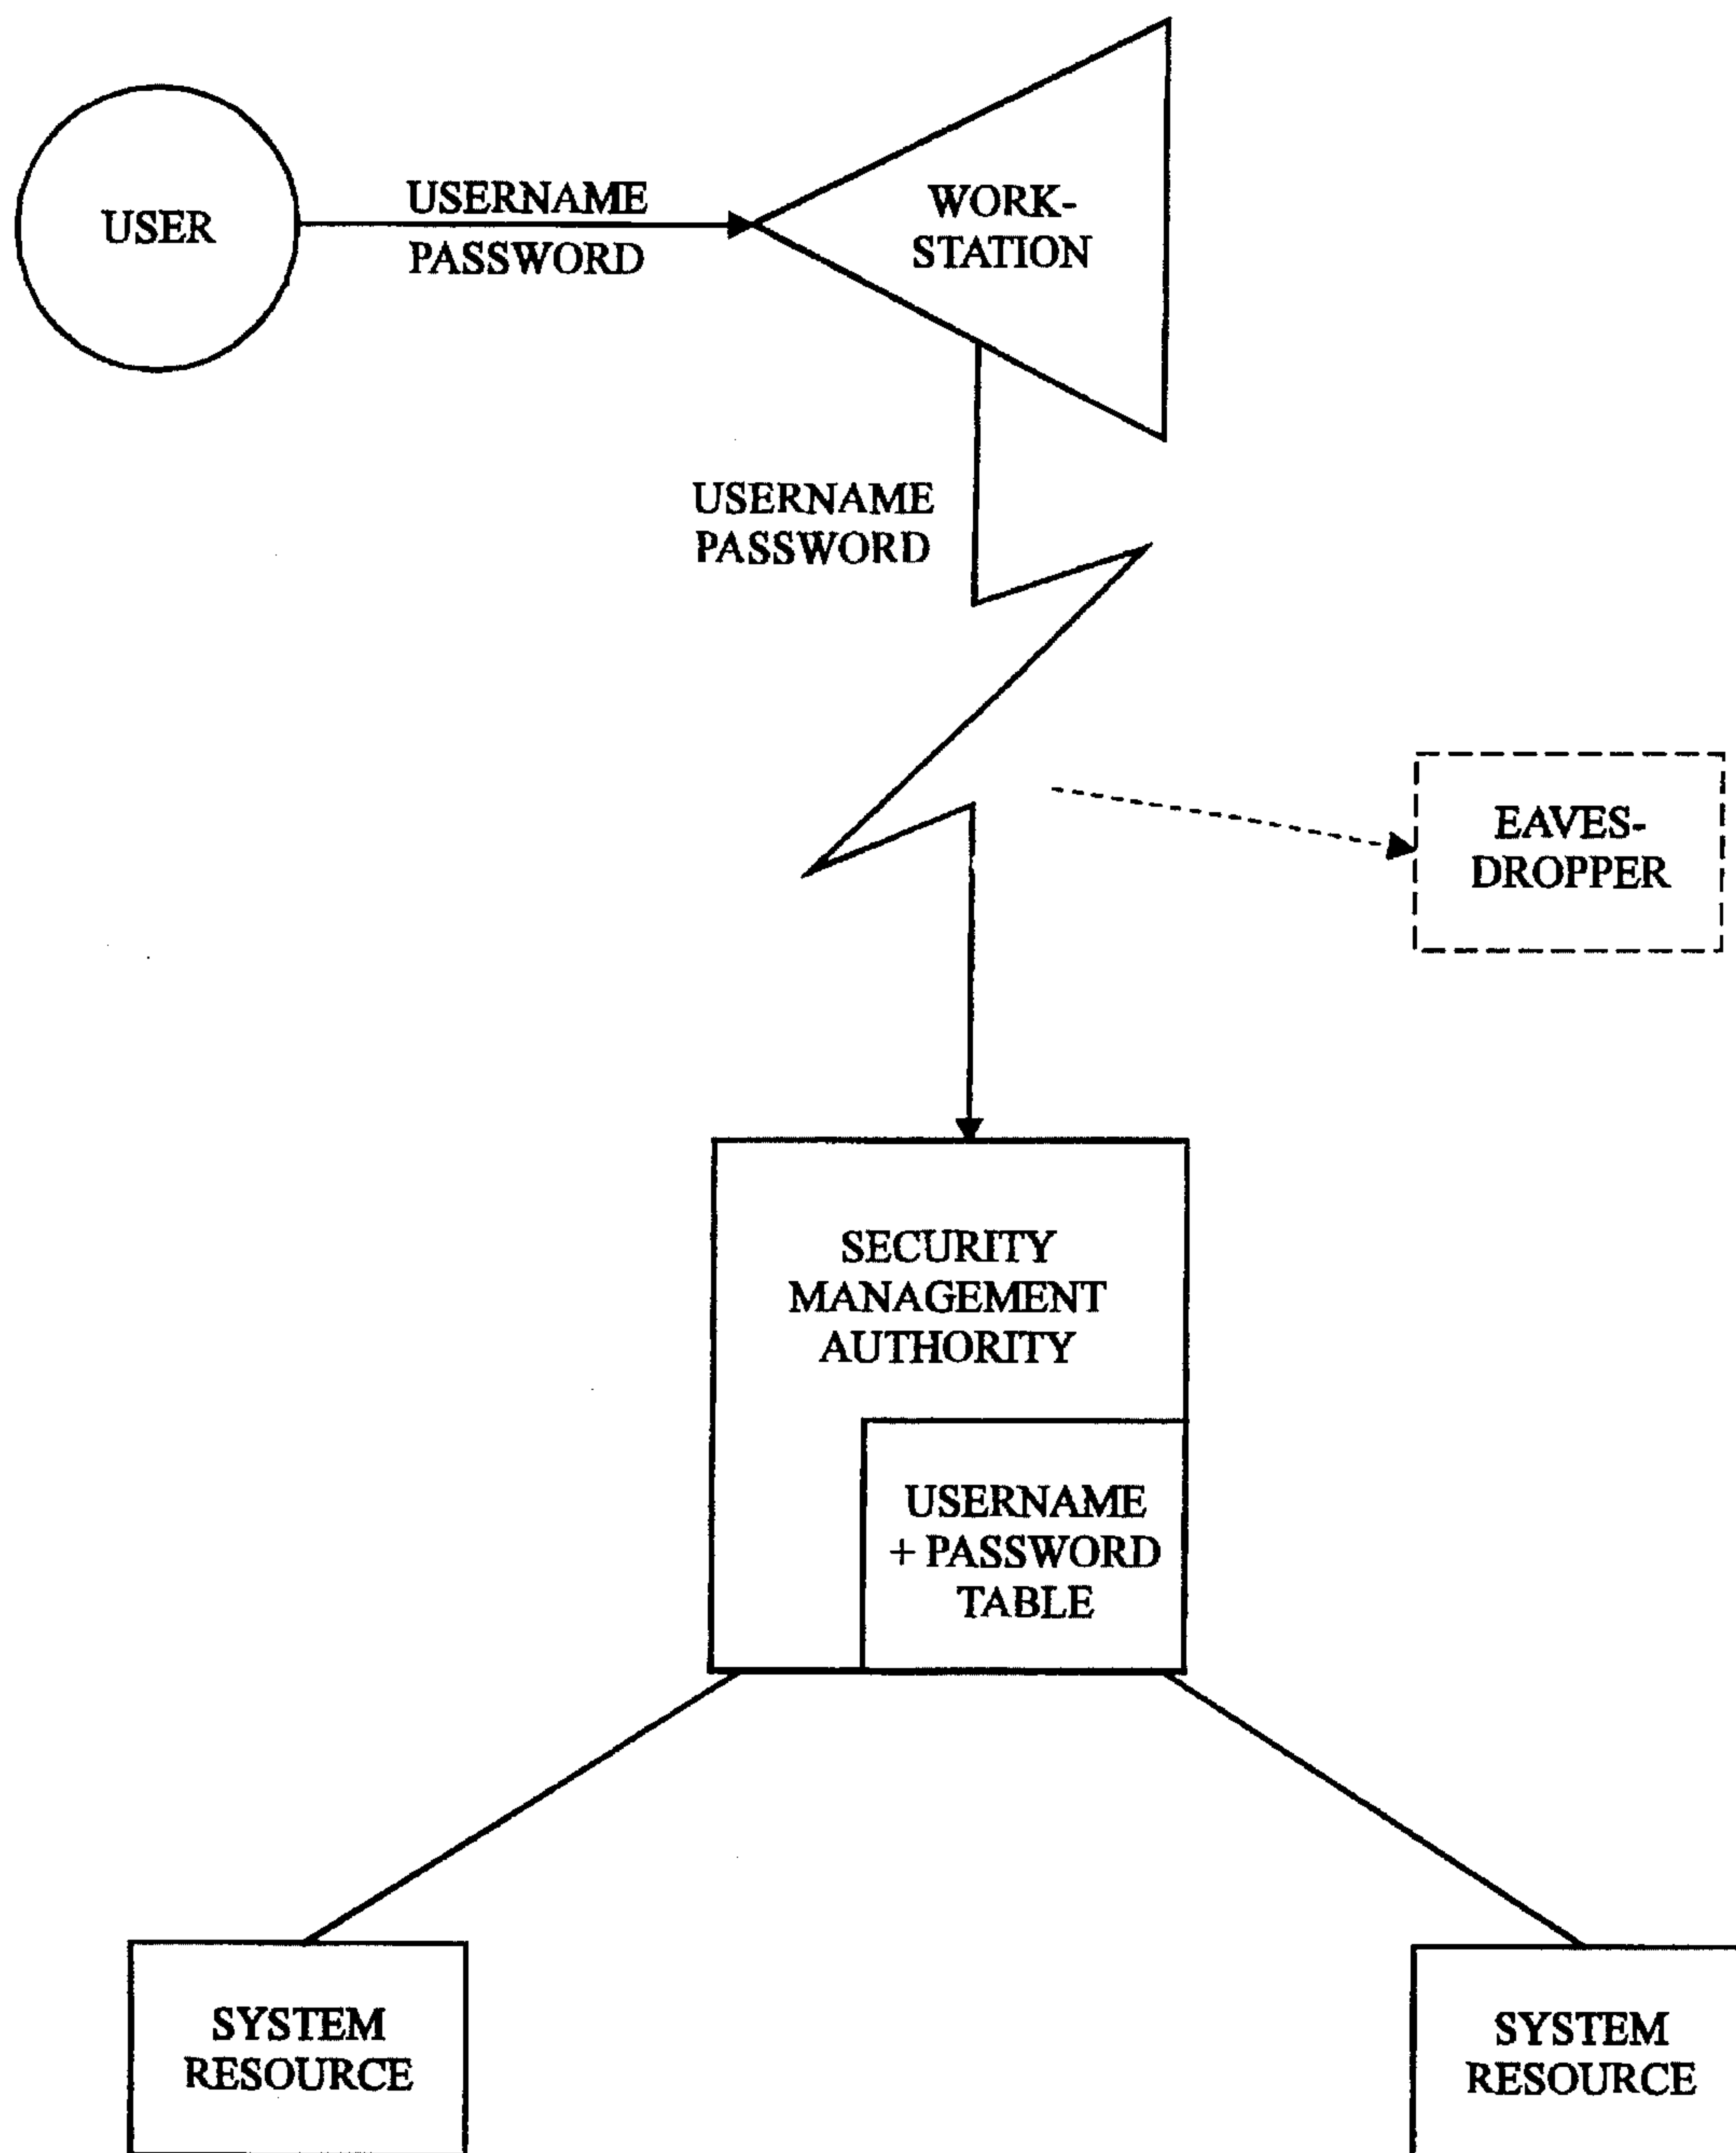 USER
USERNAME
PASSWORD
WORK-
STATION
USERNAME
PASSWORD
EAVES-
DROPPER
SECURITY
MANAGEMENT
AUTHORITY
USERNAME
+ PASSWORD
TABLE
SYSTEM
RESOURCE
SYSTEM
RESOURCE